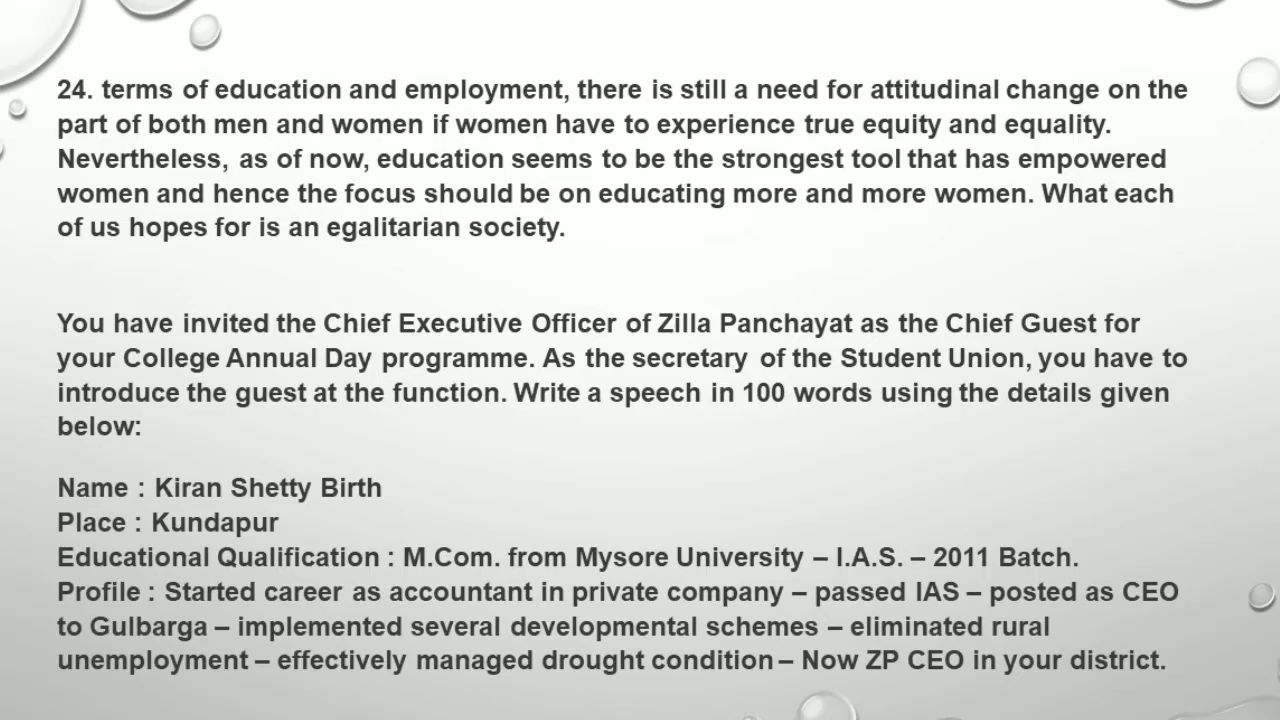 24. terms of education and employment, there is still a need for attitudinal change on the
part of both men and women if women have to experience true equity and equality.
Nevertheless, as of now, education seems to be the strongest tool that has empowered
women and hence the focus should be on educating more and more women. What each
of us hopes for is an egalitarian society.
You have invited the Chief Executive Officer of Zilla Panchayat as the Chief Guest for
your College Annual Day programme. As the secretary of the Student Union, you have to
introduce the guest at the function. Write a speech in 100 words using the details given
below:
Name : Kiran Shetty Birth
Place : Kundapur
Educational Qualification : M.Com. from Mysore University – I.A.S. – 2011 Batch.
Profile : Started career as accountant in private company – passed IAS – posted as CEO
to Gulbarga – implemented several developmental schemes – eliminated rural
unemployment – effectively managed drought condition – Now ZP CEO in your district.